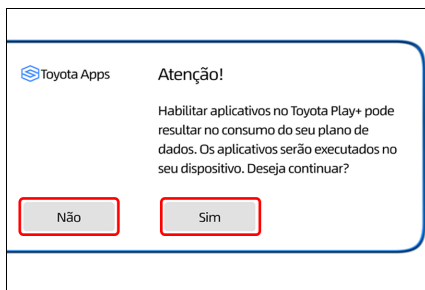 Toyota Apps
Atenção!
Habilitar aplicativos no Toyota Play+ pode
resultar no consumo do seu plano de
dados. Os aplicativos serão executados no
seu dispositivo. Deseja continuar?
Não
Sim